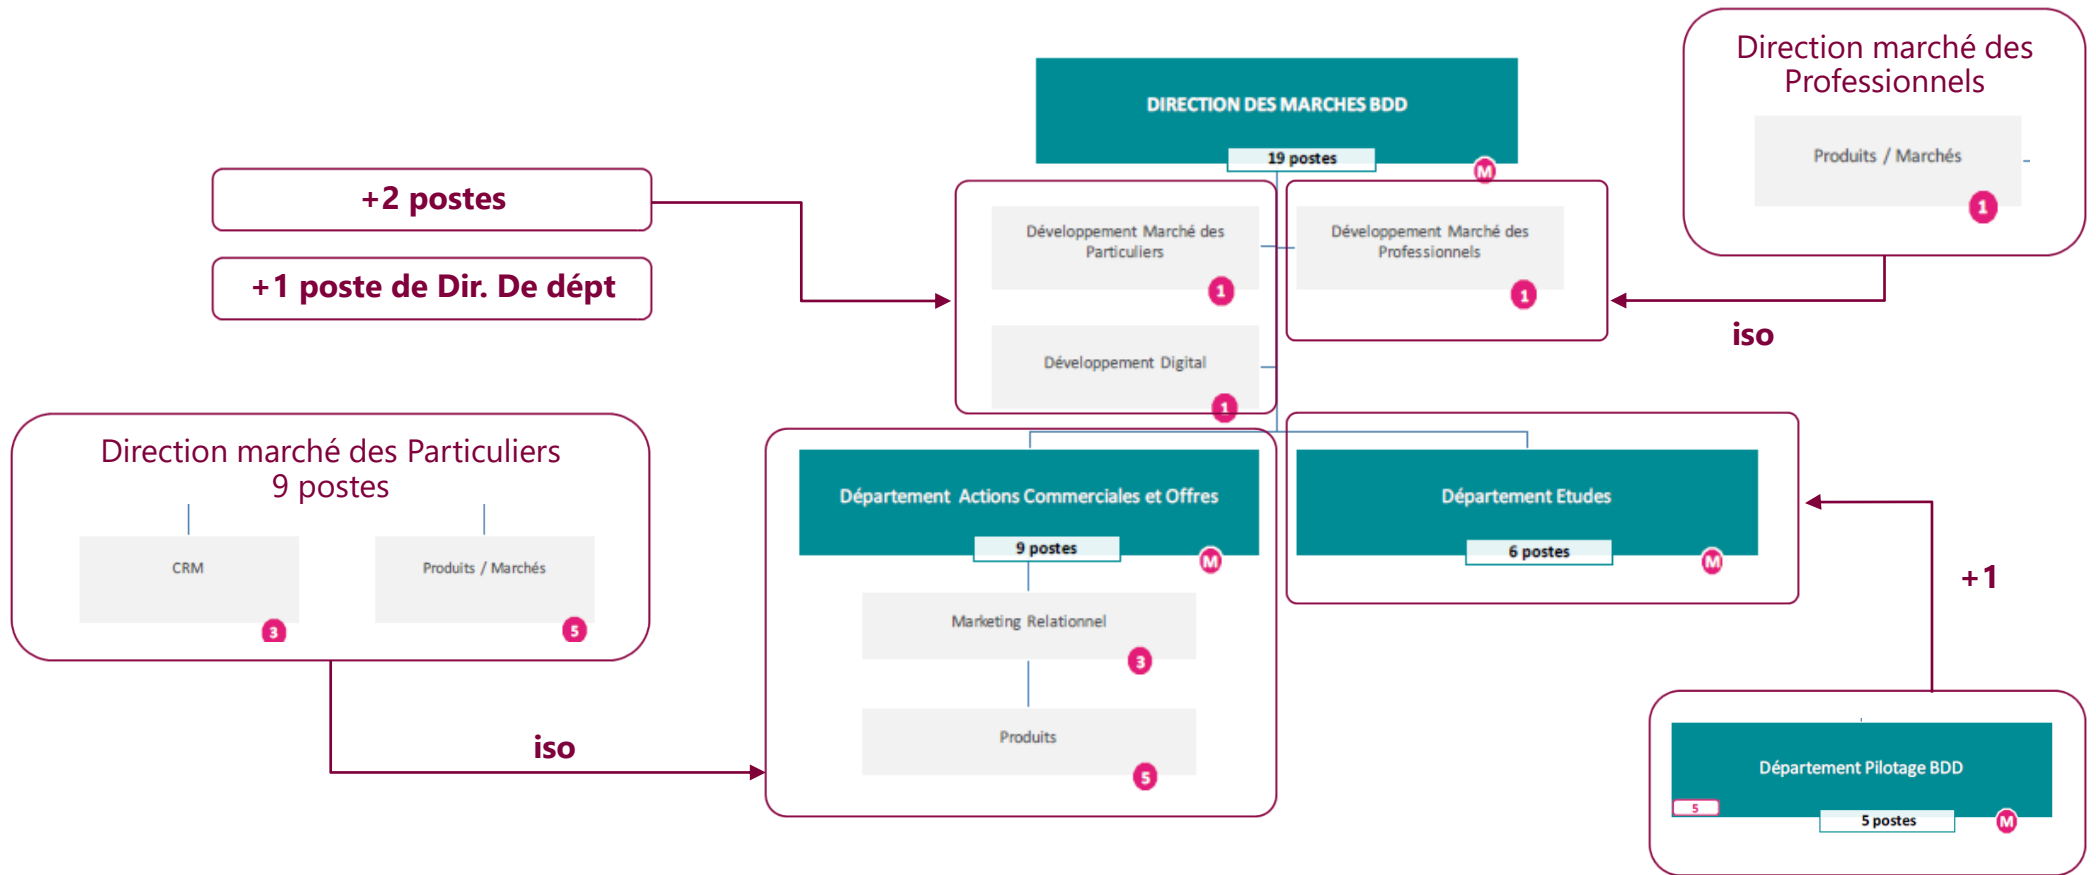 Direction marché des
Professionnels
Produits / Marchés
1
DIRECTION DES MARCHES BDD
19 postes
M
+2 postes
+1 poste de Dir. De dépt
Développement Marché des
Particuliers
1
Développement Marché des
Professionnels
1
iso
Développement Digital
1
Direction marché des Particuliers
9 postes
CRM
3
Produits / Marchés
5
iso
Département Actions Commerciales et Offres
9 postes
M
Marketing Relationnel
3
Produits
5
Département Etudes
6 postes
M
+1
Département Pilotage BDD
5
5 postes
M